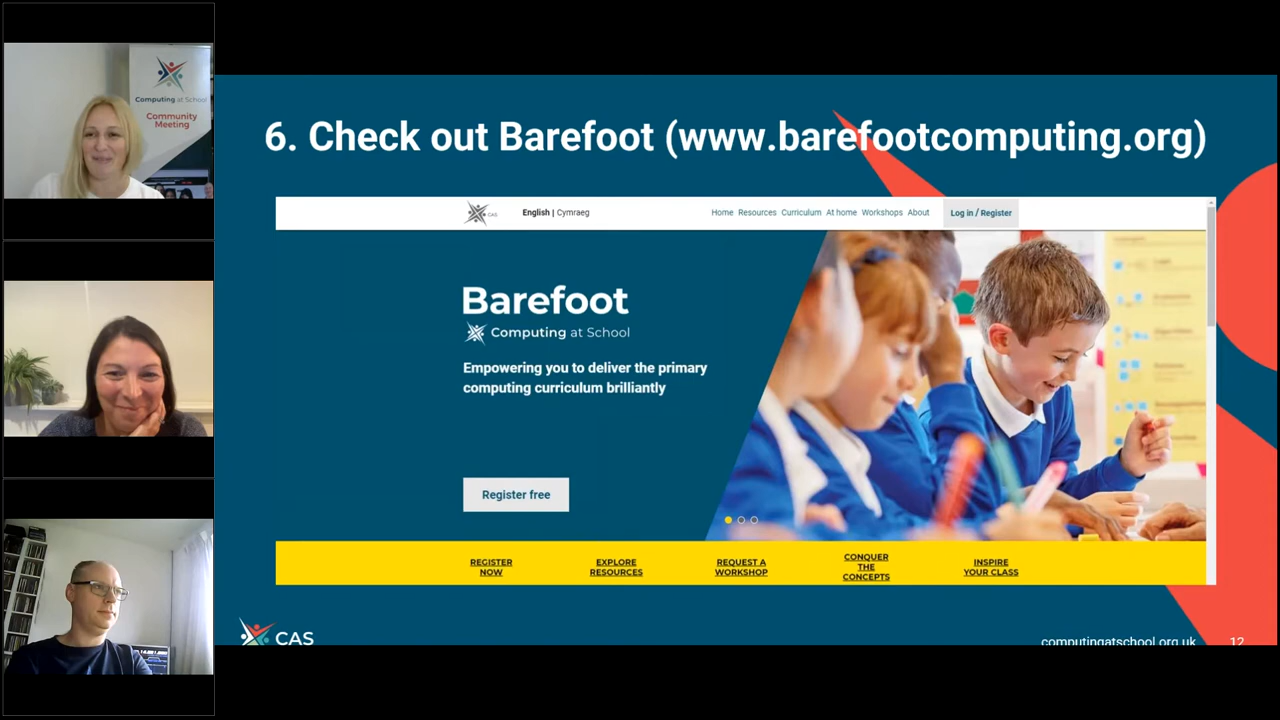 Computing at School
Community
Meeting
6. Check out Barefoot (www.barefootcomputing.org)
CAS
English | Cymraeg
Home Resources Curriculum At home Workshops About
Log in / Register
Barefoot
Computing at School
Empowering you to deliver the primary
computing curriculum brilliantly
Register free
REGISTER
NOW
EXPLORE
RESOURCES
REQUEST A
WORKSHOP
CONQUER
THE
CONCEPTS
INSPIRE
YOUR CLASS
CAS
computingatschool.org.uk
12